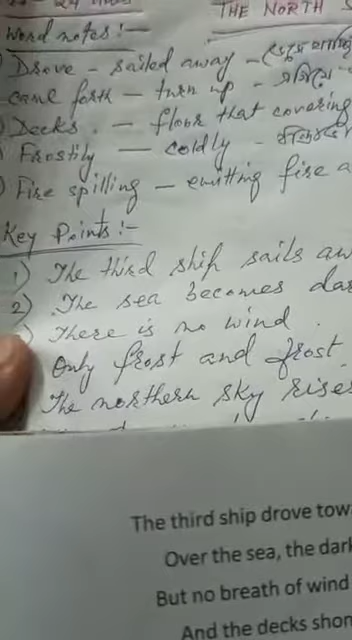 THE NORTH S
Word notes :-
Drove - sailed away -
came forth - turn up -
Decks - floor that covering
Frostily - coldly -
Fire spilling - emitting fire a
Key Points :-
1) The third ship sails aw
2) The sea becomes dar
There is no wind.
Only frost and frost.
The northern sky rises
The third ship drove tow
Over the sea, the dark
But no breath of wind
And the decks shon